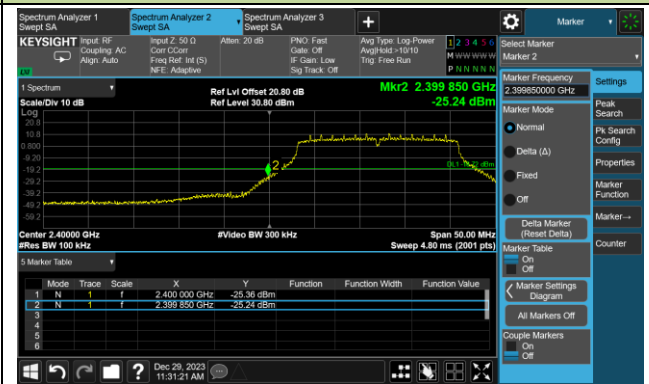 Spectrum Analyzer 1
Swept SA
Spectrum Analyzer 2
Swept SA
Spectrum Analyzer 3
Swept SA
+
Marker
KEYSIGHT
Input: RF
Coupling: AC
Align: Auto
Input Z: 50 Ω
Corr CCorr
Freq Ref: Int (S)
NFE: Adaptive
Atten: 20 dB
PNO: Fast
Gate: Off
IF Gain: Low
Sig Track: Off
Avg Type: Log-Power
Avg|Hold:>10/10
Trig: Free Run
1 2 3 4 5 6
M W W W W W
P N N N N N
Select Marker
Marker 2
1 Spectrum
Scale/Div 10 dB
Ref Lvl Offset 20.80 dB
Ref Level 30.80 dBm
Mkr2 2.399 850 GHz
-25.24 dBm
Log
20.8
10.8
0.800
-9.20
-19.2
-29.2
-39.2
-49.2
-59.2
2
Center 2.40000 GHz
#Res BW 100 kHz
#Video BW 300 kHz
Span 50.00 MHz
Sweep 4.80 ms (2001 pts)
5 Marker Table
Mode Trace Scale X Y Function Function Width Function Value
1 N 1 f 2.400 000 GHz -25.36 dBm
2 N 1 f 2.399 850 GHz -25.24 dBm
3
4
5
6
Marker Frequency
2.399850000 GHz
Marker Mode
Normal
Delta (Δ)
Fixed
Off
Delta Marker
(Reset Delta)
Marker Table
On
Off
Marker Settings
Diagram
All Markers Off
Couple Markers
On
Off
Settings
Peak
Search
Pk Search
Config
Properties
Marker
Function
Marker→
Counter
?
Dec 29, 2023
11:31:21 AM